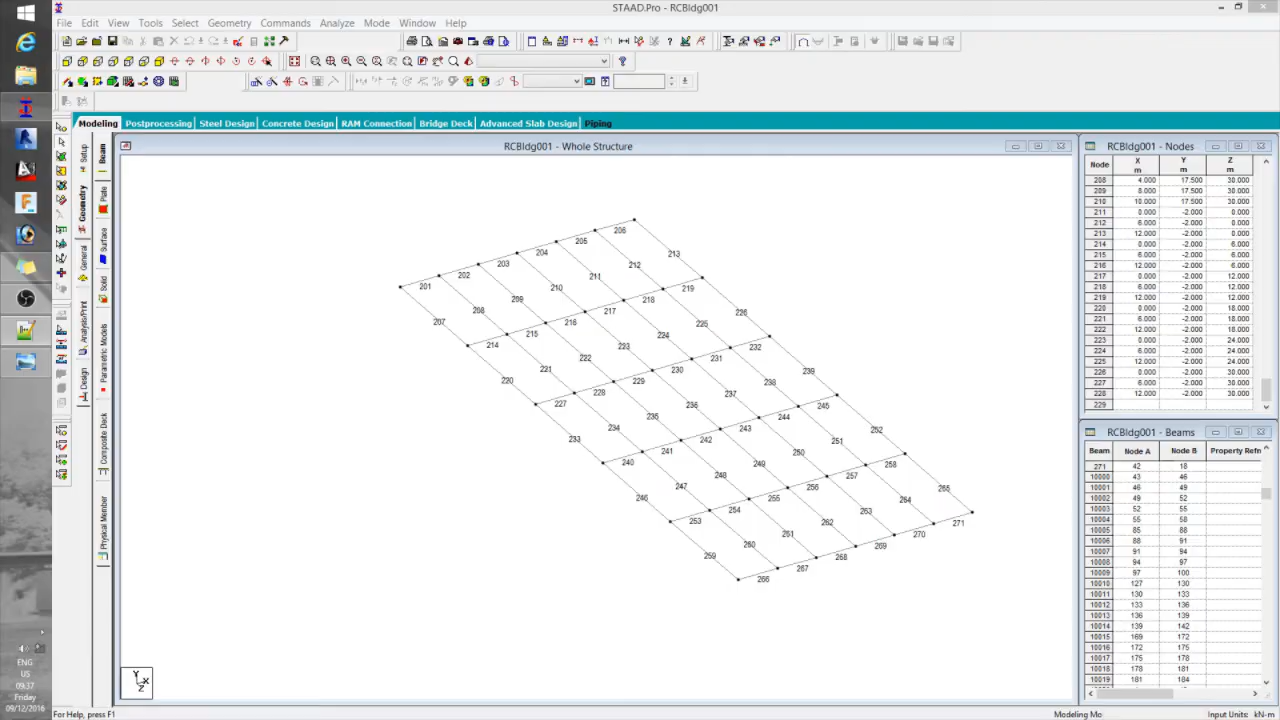 STAAD.Pro - RCBldg001
File Edit View Tools Select Geometry Commands Analyze Mode Window Help
Modeling Postprocessing Steel Design Concrete Design RAM Connection Bridge Deck Advanced Slab Design Piping
Setup
Geometry
General
Analysis/Print
Design
Beam
Plate
Surface
Solid
Parametric Models
Composite Deck
Physical Member
RCBldg001 - Whole Structure
206
205
204
203
202
201
213
212
211
210
209
208
207
219
218
217
216
215
214
226
225
224
223
222
221
220
232
231
230
229
228
227
239
238
237
236
235
234
233
245
244
243
242
241
240
252
251
250
249
248
247
246
258
257
256
255
254
253
265
264
263
262
261
260
259
271
270
269
268
267
266
Y
X
Z
RCBldg001 - Nodes
Node X m Y m Z m
208 4.000 17.500 30.000
209 8.000 17.500 30.000
210 10.000 17.500 30.000
211 0.000 -2.000 0.000
212 6.000 -2.000 0.000
213 12.000 -2.000 0.000
214 0.000 -2.000 6.000
215 6.000 -2.000 6.000
216 12.000 -2.000 6.000
217 0.000 -2.000 12.000
218 6.000 -2.000 12.000
219 12.000 -2.000 12.000
220 0.000 -2.000 18.000
221 6.000 -2.000 18.000
222 12.000 -2.000 18.000
223 0.000 -2.000 24.000
224 6.000 -2.000 24.000
225 12.000 -2.000 24.000
226 0.000 -2.000 30.000
227 6.000 -2.000 30.000
228 12.000 -2.000 30.000
229
RCBldg001 - Beams
Beam Node A Node B Property Refn
271 42 18
10000 43 46
10001 46 49
10002 49 52
10003 52 55
10004 55 58
10005 85 88
10006 88 91
10007 91 94
10008 94 97
10009 97 100
10010 127 130
10011 130 133
10012 133 136
10013 136 139
10014 139 142
10015 169 172
10016 172 175
10017 175 178
10018 178 181
10019 181 184
ENG
US
09:37
Friday
09/12/2016
For Help, press F1
Modeling Mo
Input Units: kN-m